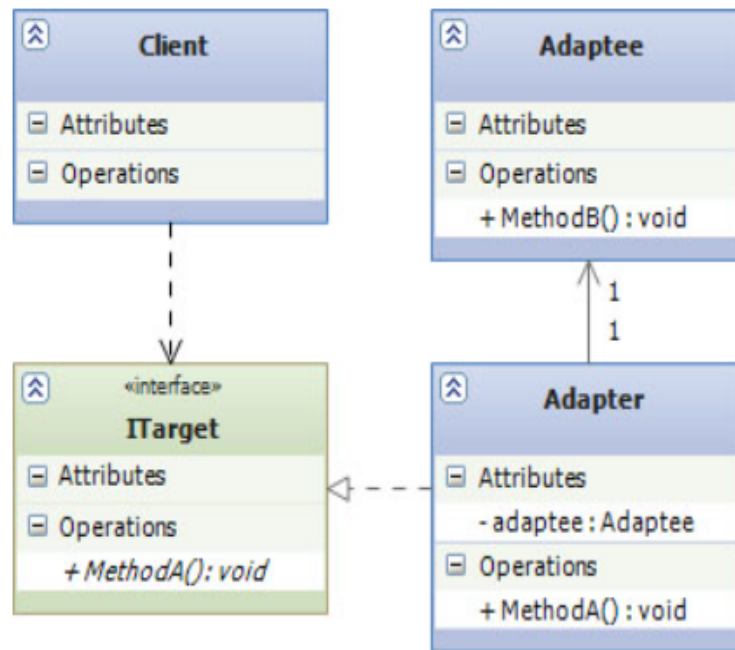 Client
Attributes
Operations
Adaptee
Attributes
Operations
+ MethodB() : void
1
1
«interface»
ITarget
Attributes
Operations
+ MethodA(): void
Adapter
Attributes
- adaptee : Adaptee
Operations
+ MethodA() : void